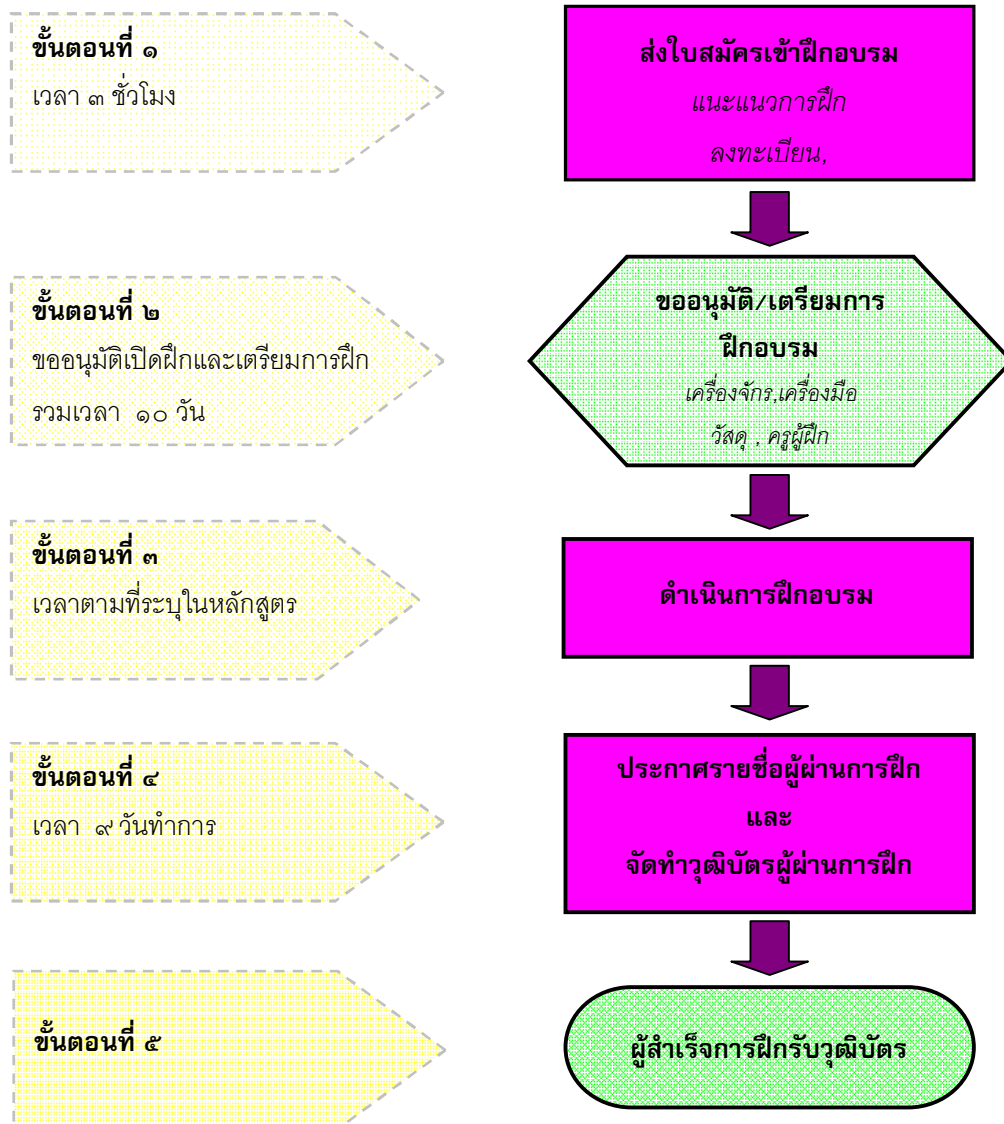 ขั้นตอนที่ ๑
เวลา ๓ ชั่วโมง
ส่งใบสมัครเข้าฝึกอบรม
แนะแนวการฝึก
ลงทะเบียน,
ขั้นตอนที่ ๒
ขออนุมัติเปิดฝึกและเตรียมการฝึก
รวมเวลา ๑๐ วัน
ขออนุมัติ/เตรียมการ
ฝึกอบรม
เครื่องจักร,เครื่องมือ
วัสดุ , ครูผู้ฝึก
ขั้นตอนที่ ๓
เวลาตามที่ระบุในหลักสูตร
ดำเนินการฝึกอบรม
ขั้นตอนที่ ๔
เวลา ๙ วันทำการ
ประกาศรายชื่อผู้ผ่านการฝึก
และ
จัดทำวุฒิบัตรผู้ผ่านการฝึก
ขั้นตอนที่ ๕
ผู้สำเร็จการฝึกรับวุฒิบัตร